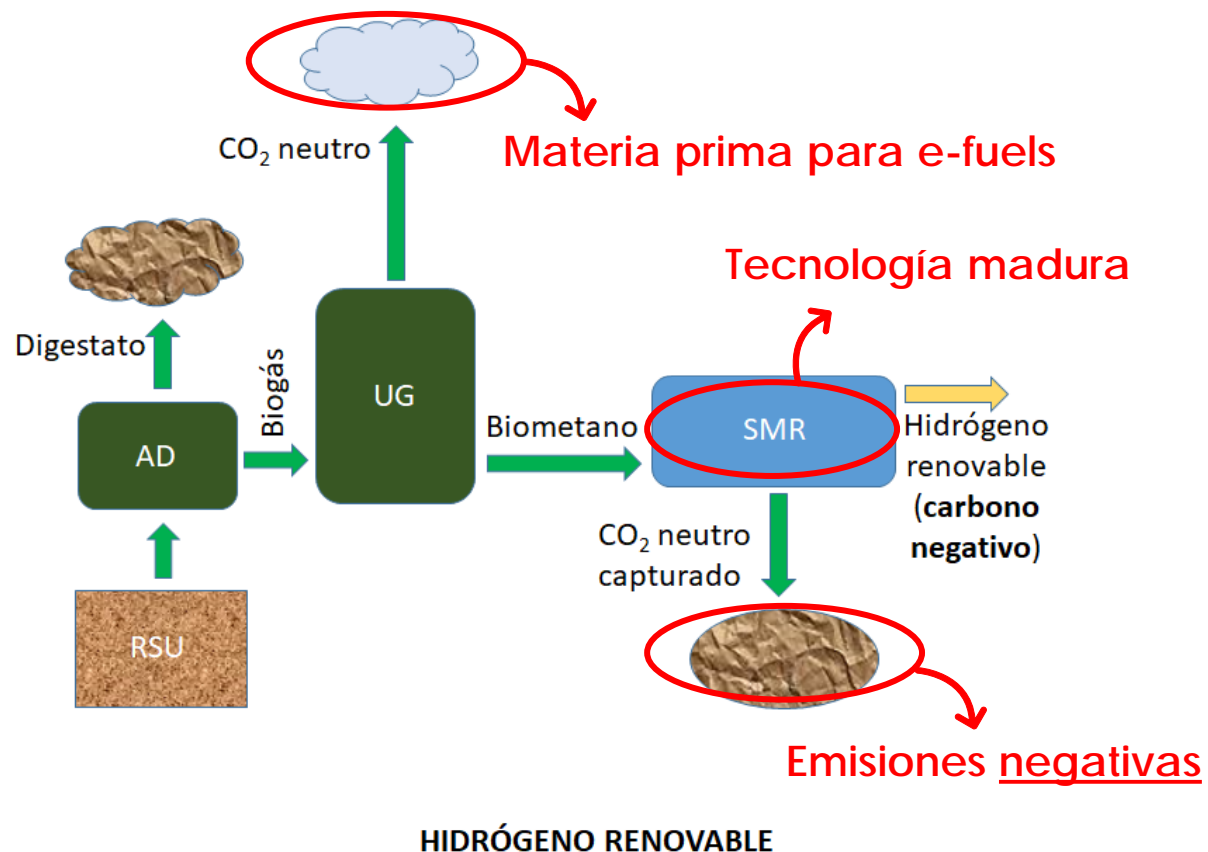 CO₂ neutro
Materia prima para e-fuels
Tecnología madura
Digestato
Biogás
UG
AD
Biometano
SMR
Hidrógeno
renovable
(carbono
negativo)
CO₂ neutro
capturado
RSU
Emisiones negativas
HIDRÓGENO RENOVABLE